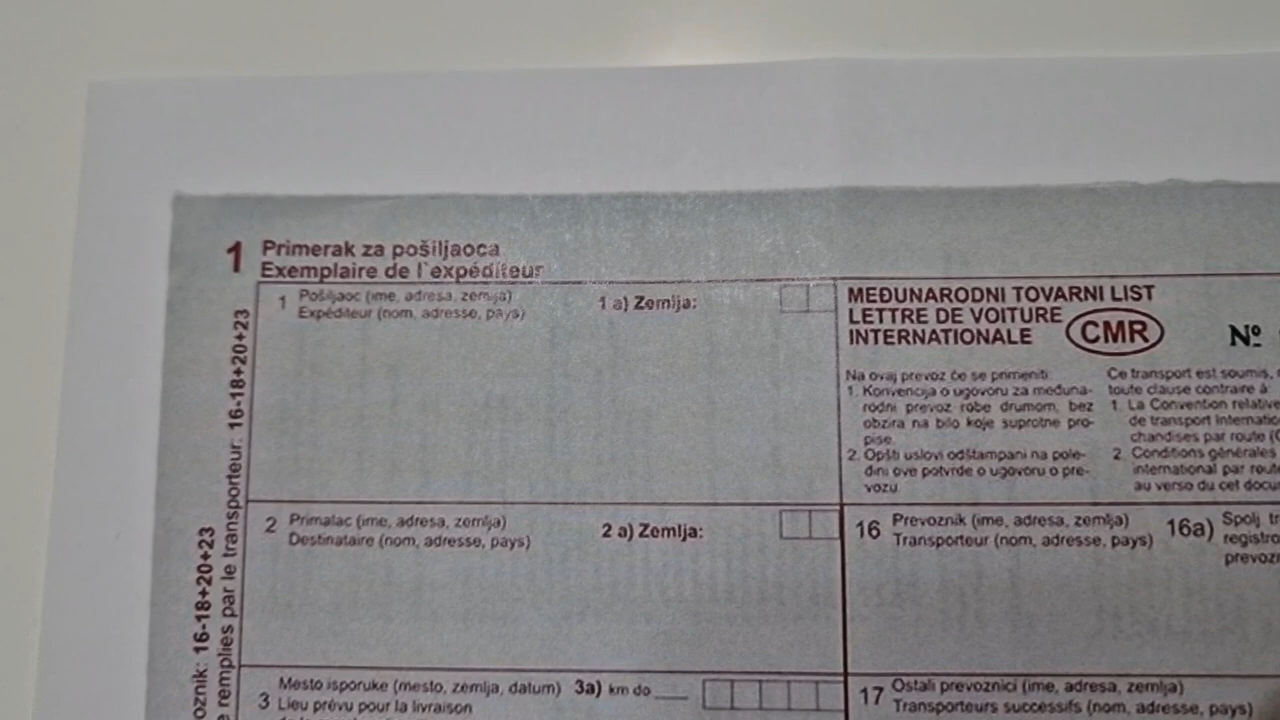 1 Primerak za pošiljaoca
Exemplaire de l`expéditeur
1 Pošiljaoc (ime, adresa, zemlja)
Expéditeur (nom, adresse, pays)
1 a) Zemlja:
MEĐUNARODNI TOVARNI LIST
LETTRE DE VOITURE
INTERNATIONALE
CMR
Nº
Na ovaj prevoz će se primeniti:
1. Konvencija o ugovoru za međuna-
rodni prevoz robe drumom, bez
obzira na bilo koje suprotne pro-
pise.
2. Opšti uslovi odštampani na pole-
đini ove potvrde o ugovoru o pre-
vozu
Ce transport est soumis,
toute clause contraire à:
1. La Convention relative
de transport
chandises par route
2. Conditions générales
international par
au verso du cet
2 Primalac (ime, adresa, zemlja)
Destinataire (nom, adresse, pays)
2 a) Zemlja:
16 Prevoznik (ime, adresa, zemlja)
Transporteur (nom, adresse, pays)
16a) Spolj.
3 Mesto isporuke (mesto, zemlja, datum)
Lieu prévu pour la livraison
3a) km do
17 Ostali prevoznici (ime, adresa, zemlja)
Transporteurs successifs (nom, adresse, pays)
16-18+20+23
remplies par le transporteur: 16-18+20+23